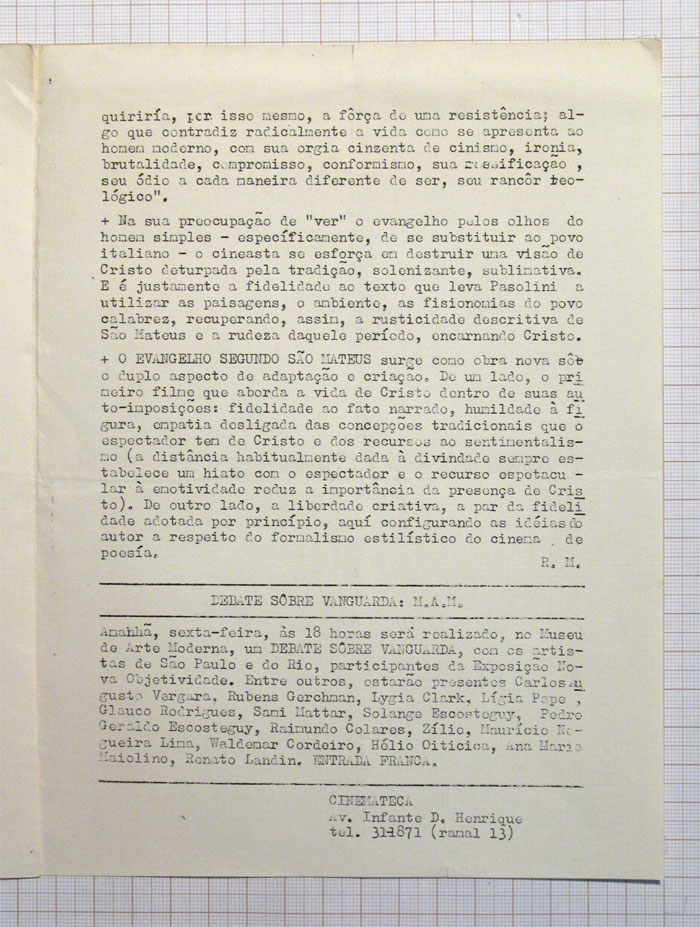 quiriría, por isso mesmo, a fôrça de uma resistência; al-
go que contradiz radicalmente a vida como se apresenta ao
homem moderno, com sua orgia cinzenta de cinismo, ironia,
brutalidade, compromisso, conformismo, sua massificação ,
seu ódio a cada maneira diferente de ser, seu rancôr teo-
lógico".
+ Na sua preocupação de "ver" o evangelho pelos olhos do
homem simples - específicamente, de se substituir ao povo
italiano - o cineasta se esforça em destruir uma visão de
Cristo deturpada pela tradição, solenizante, sublimativa.
E é justamente a fidelidade ao texto que leva Pasolini a
utilizar as paisagens, o ambiente, as fisionomias do povo
calabrez, recuperando, assim, a rusticidade descritiva de
São Mateus e a rudeza daquele período, encarnando Cristo.
+ O EVANGELHO SEGUNDO SÃO MATEUS surge como obra nova sôb
o duplo aspecto de adaptação e criação. De um lado, o pri
meiro filme que aborda a vida de Cristo dentro de suas au
to-imposições: fidelidade ao fato narrado, humildade à fi
gura, empatia desligada das concepções tradicionais que o
espectador tem de Cristo e dos recursos ao sentimentalis-
mo (a distância habitualmente dada à divindade sempre es-
tabelece um hiato com o espectador e o recurso espetacu -
lar à emotividade reduz a importância da presença de Cris
to). De outro lado, a liberdade criativa, a par da fideli
dade adotada por princípio, aquí configurando as idéias do
autor a respeito do formalismo estilístico do cinema de
poesía.
R. M.
DEBATE SÔBRE VANGUARDA: M.A.M.
Amanhã, sexta-feira, às 18 horas será realizado, no Museu
de Arte Moderna, um DEBATE SÔBRE VANGUARDA, com os artis-
tas de São Paulo e do Rio, participantes da Exposição No-
va Objetividade. Entre outros, estarão presentes Carlos Au
gusto Vergara, Rubens Gerchman, Lygia Clark, Lígia Pape ,
Glauco Rodrigues, Sami Mattar, Solange Escosteguy, Pedro
Geraldo Escosteguy, Raimundo Colares, Zílio, Maurício No-
gueira Lima, Waldemar Cordeiro, Hélio Oiticica, Ana Maria
Maiolino, Renato Landin. ENTRADA FRANCA.
CINEMATECA
Av. Infante D. Henrique
tel. 31-1871 (ramal 13)